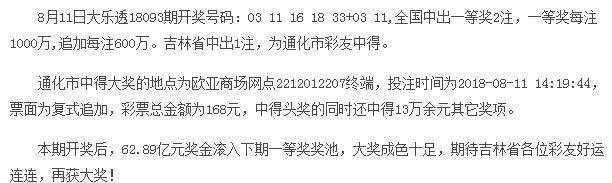 8月11日大乐透18093期开奖号码：03 11 16 18 33+03 11,全国中出一等奖2注，一等奖每注
1000万,追加每注600万。吉林省中出1注，为通化市彩友中得。
通化市中得大奖的地点为欧亚商场网点2212012207终端，投注时间为2018-08-11 14:19:44，
票面为复式追加，彩票总金额为168元，中得头奖的同时还中得13万余元其它奖项。
本期开奖后，62.89亿元奖金滚入下期一等奖奖池，大奖成色十足，期待吉林省各位彩友好运
连连，再获大奖！